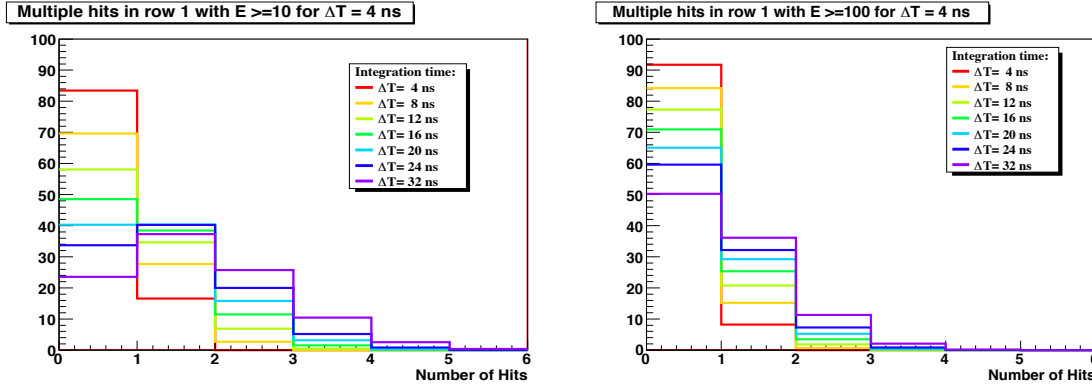 Multiple hits in row 1 with E >=10 for ΔT = 4 ns
100
90
80
70
60
50
40
30
20
10
0
0 1 2 3 4 5 6
Number of Hits
Integration time:
ΔT= 4 ns
ΔT= 8 ns
ΔT= 12 ns
ΔT= 16 ns
ΔT= 20 ns
ΔT= 24 ns
ΔT= 32 ns
Multiple hits in row 1 with E >=100 for ΔT = 4 ns
100
90
80
70
60
50
40
30
20
10
0
0 1 2 3 4 5 6
Number of Hits
Integration time:
ΔT= 4 ns
ΔT= 8 ns
ΔT= 12 ns
ΔT= 16 ns
ΔT= 20 ns
ΔT= 24 ns
ΔT= 32 ns